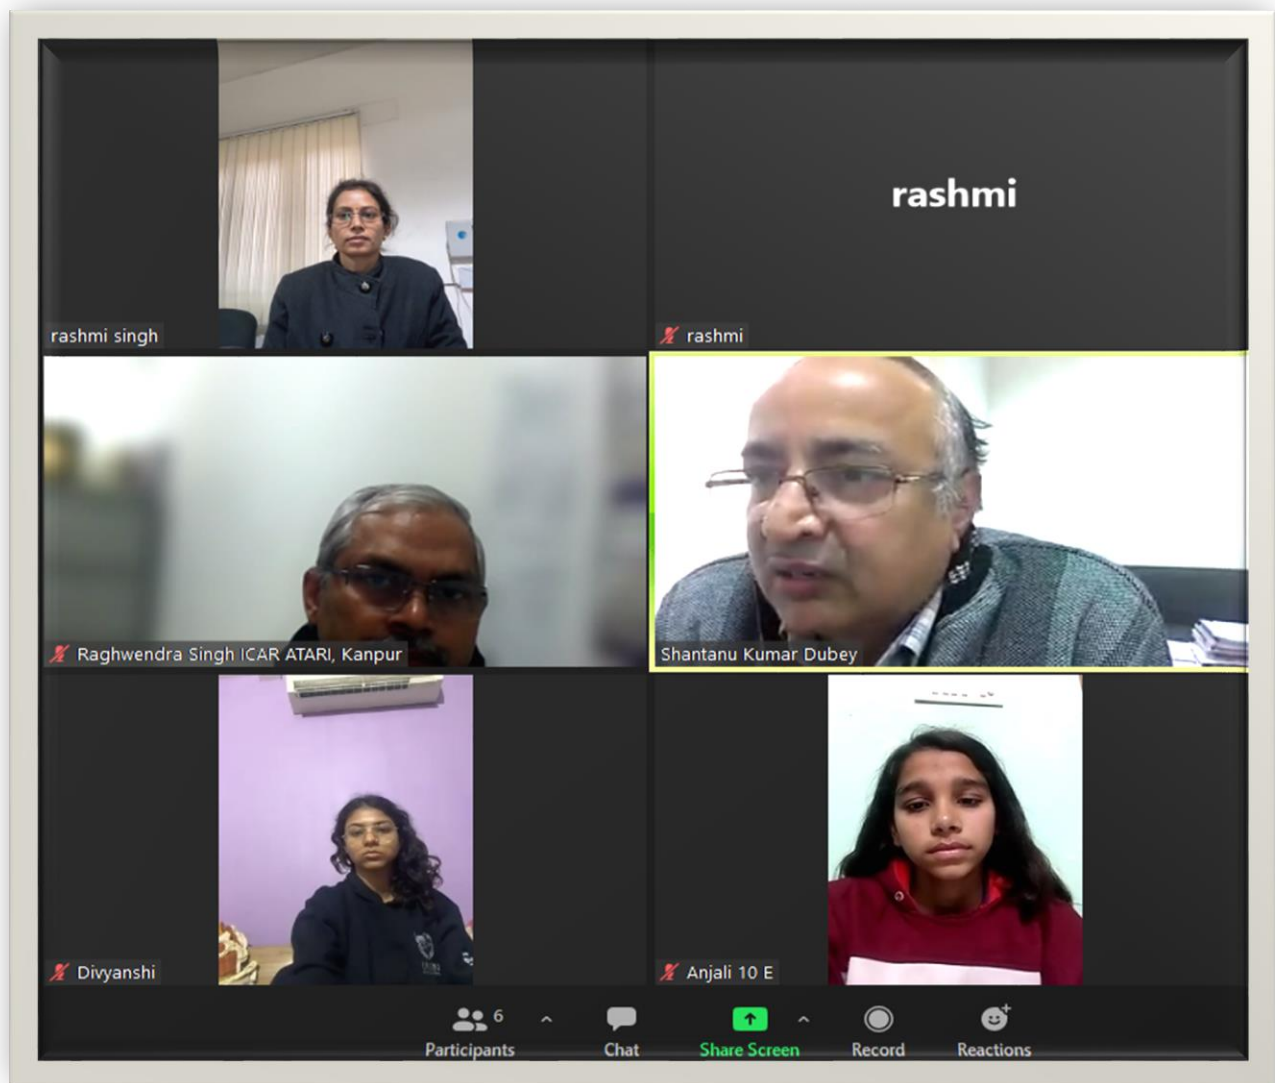 rashmi
rashmi singh
rashmi
Raghwendra Singh ICAR ATARI, Kanpur
Shantanu Kumar Dubey
Divyanshi
Anjali 10 E
6
Participants
Chat
Share Screen
Record
Reactions